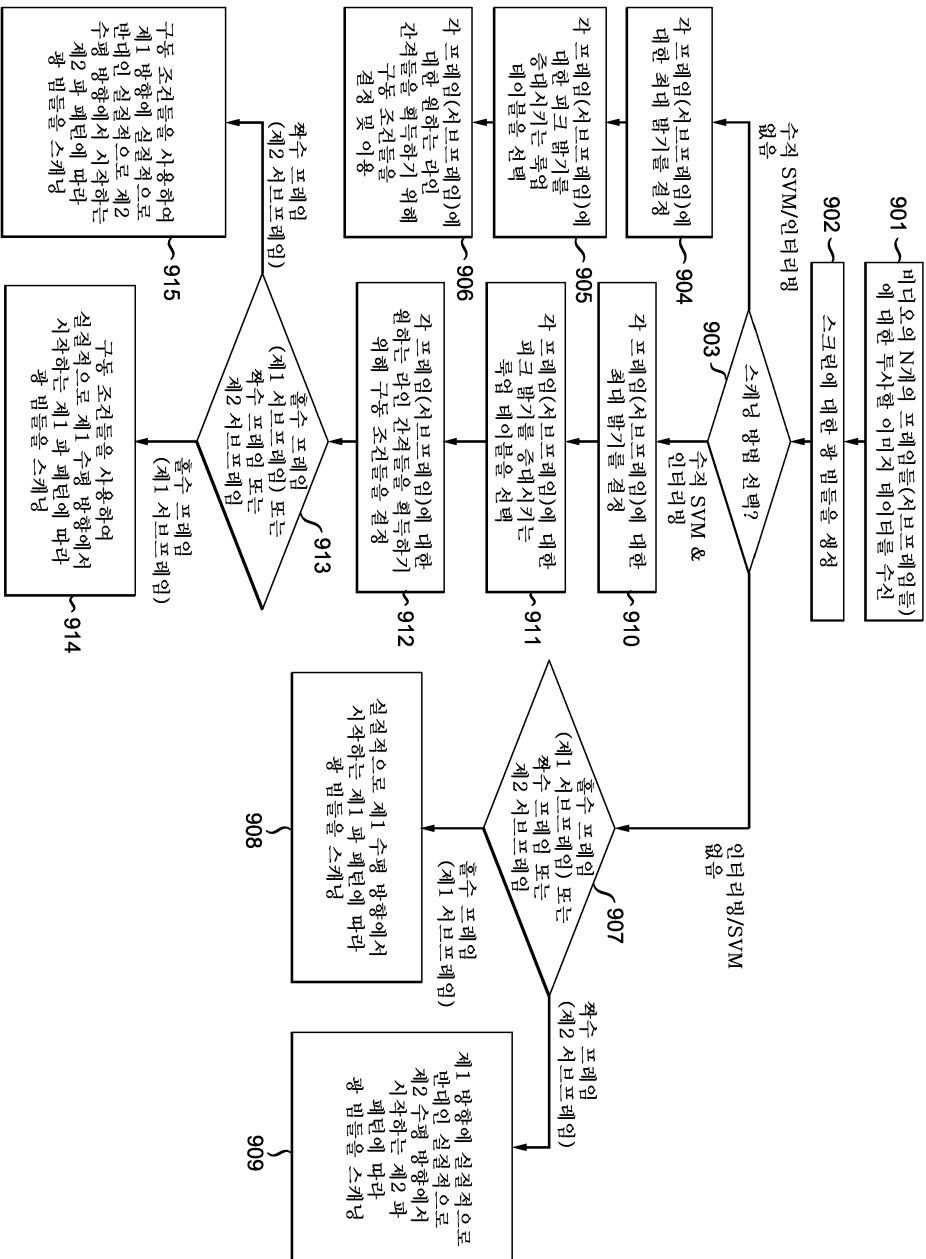 비디오의 N개의 프레임들(서브프레임들)
에 대한 투사할 이미지 데이터를 수신
901
스크린에 대한 광 빔들을 생성
902
스캐닝 방법 선택?
903
수직 SVM/인터리빙
없음
수직 SVM &
인터리빙
인터리빙/SVM
없음
각 프레임(서브프레임)에
대한 최대 밝기를 결정
904
각 프레임(서브프레임)에
대한 피크 밝기를
증대시키는 룩업
테이블을 선택
905
각 프레임(서브프레임)에
대한 원하는 라인
간격들을 획득하기 위해
구동 조건들을
결정 및 이용
906
각 프레임(서브프레임)에 대한
최대 밝기를 결정
910
각 프레임(서브프레임)에 대한
피크 밝기를 증대시키는
룩업 테이블을 선택
911
각 프레임(서브프레임)에 대한
원하는 라인 간격들을 획득하기
위해 구동 조건들을 결정
912
홀수 프레임
(제1 서브프레임) 또는
짝수 프레임 또는
제2 서브프레임
913
짝수 프레임
(제2 서브프레임)
홀수 프레임
(제1 서브프레임)
구동 조건들을 사용하여
제1 방향에 실질적으로
반대인 실질적으로 제2
수평 방향에서 시작하는
제2 파 패턴에 따라
광 빔들을 스캐닝
915
구동 조건들을 사용하여
실질적으로 제1 수평 방향에서
시작하는 제1 파 패턴에 따라
광 빔들을 스캐닝
914
홀수 프레임
(제1 서브프레임) 또는
짝수 프레임 또는
제2 서브프레임
907
홀수 프레임
(제1 서브프레임)
짝수 프레임
(제2 서브프레임)
실질적으로 제1 수평 방향에서
시작하는 제1 파 패턴에 따라
광 빔들을 스캐닝
908
제1 방향에 실질적으로
반대인 실질적으로
제2 수평 방향에서
시작하는 제2 파
패턴에 따라
광 빔들을 스캐닝
909